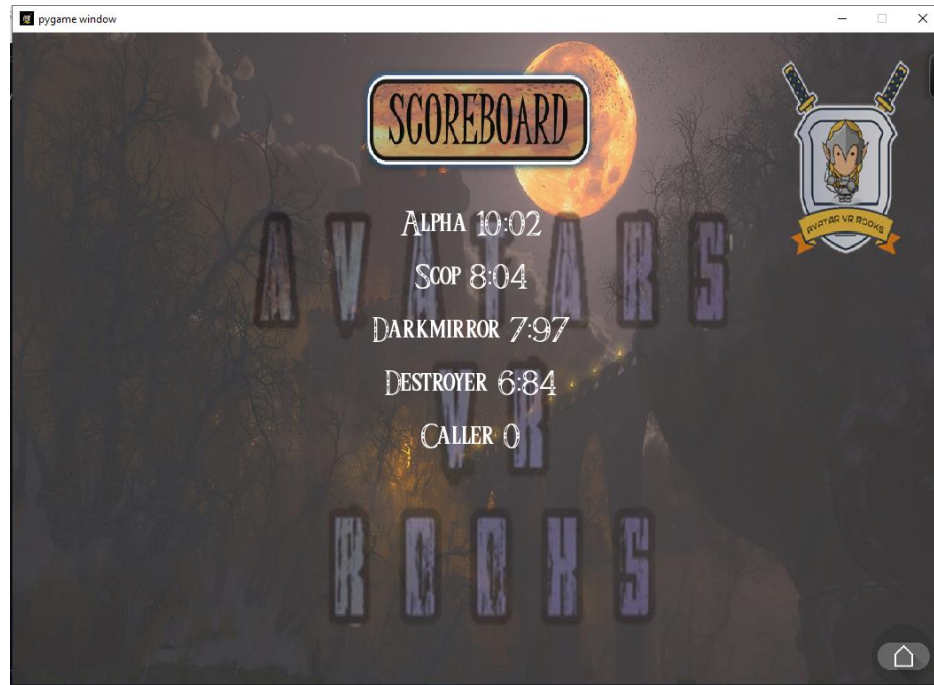 pygame window
SCOREBOARD
AVATAR VR ROOKS
ALPHA 10:02
SCOP 8:04
DARKMIRROR 7:97
DESTROYER 6:84
CALLER 0
AVATARS
VR
ROOKS